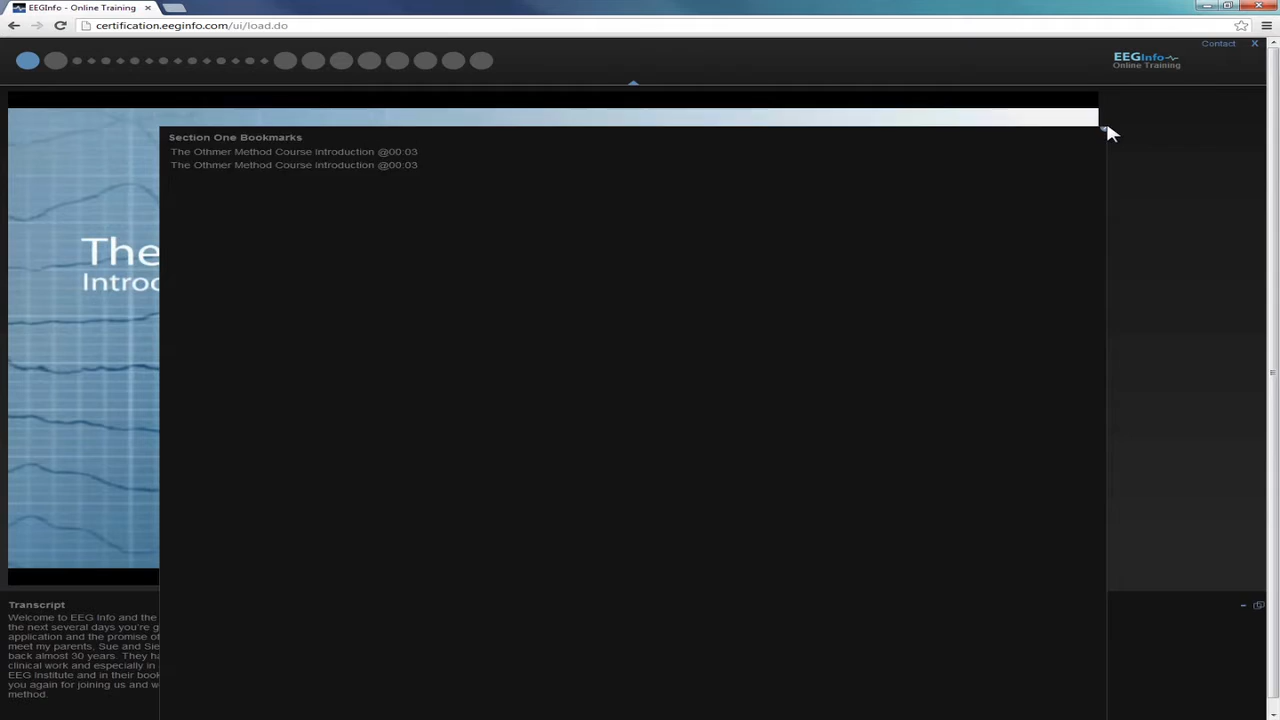 EEGInfo - Online Training
certification.eeginfo.com/ui/load.do
Contact X
EEGInfo
Online Training
Section One Bookmarks
The Othmer Method Course Introduction @00:03
The Othmer Method Course Introduction @00:03
The
Introd
Transcript
Welcome to EEG Info and the
the next several days you're g
application and the promise of
meet my parents, Sue and Sie
back almost 30 years. They ha
clinical work and especially in
EEG Institute and in their book
you again for joining us and w
method.